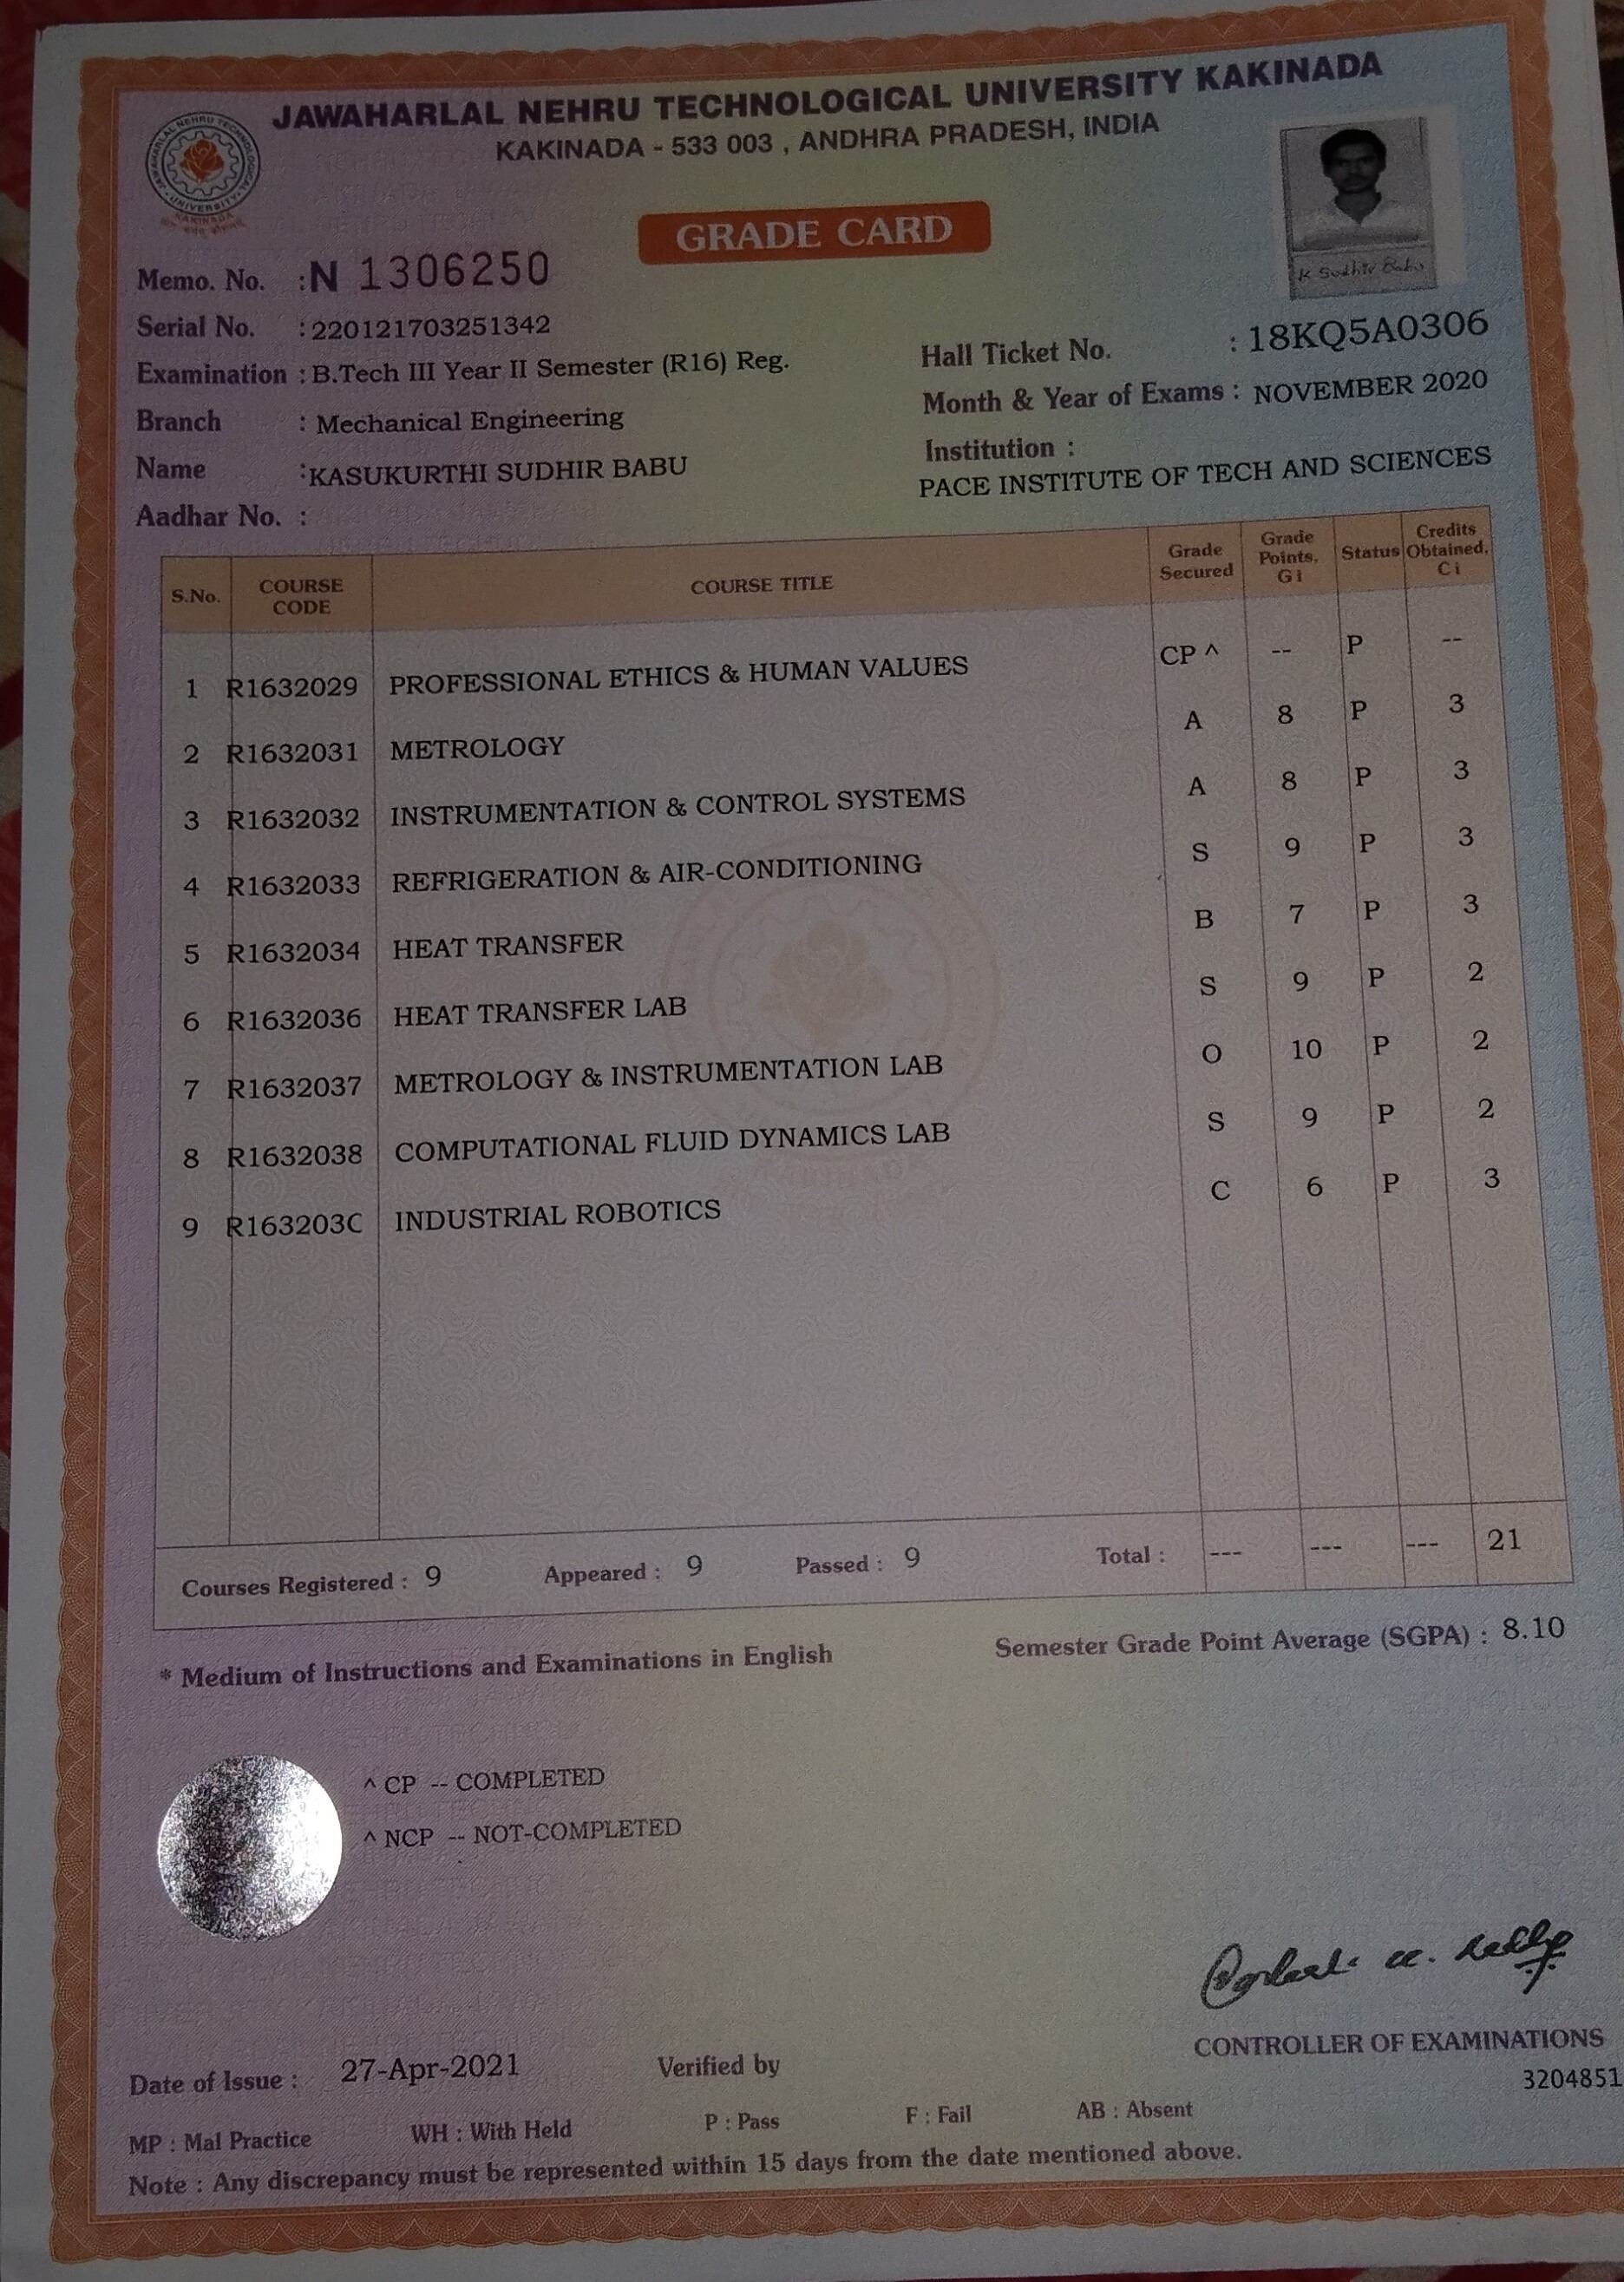 JAWAHARLAL NEHRU TECHNOLOGICAL UNIVERSITY KAKINADA
KAKINADA - 533 003 , ANDHRA PRADESH, INDIA
JAWAHARLAL NEHRU TECHNOLOGICAL UNIVERSITY
KAKINADA
GRADE CARD
K Sudhir Babu
Memo. No. : N 1306250
Serial No. : 220121703251342
Hall Ticket No. : 18KQ5A0306
Examination : B.Tech III Year II Semester (R16) Reg.
Month & Year of Exams : NOVEMBER 2020
Branch : Mechanical Engineering
Institution :
PACE INSTITUTE OF TECH AND SCIENCES
Name : KASUKURTHI SUDHIR BABU
Aadhar No. :
S.No. COURSE CODE COURSE TITLE Grade Secured Grade Points, Gi Status Credits Obtained, Ci
1 R1632029 PROFESSIONAL ETHICS & HUMAN VALUES CP ^ -- P --
2 R1632031 METROLOGY A 8 P 3
3 R1632032 INSTRUMENTATION & CONTROL SYSTEMS A 8 P 3
4 R1632033 REFRIGERATION & AIR-CONDITIONING S 9 P 3
5 R1632034 HEAT TRANSFER B 7 P 3
6 R1632036 HEAT TRANSFER LAB S 9 P 2
7 R1632037 METROLOGY & INSTRUMENTATION LAB O 10 P 2
8 R1632038 COMPUTATIONAL FLUID DYNAMICS LAB S 9 P 2
9 R163203C INDUSTRIAL ROBOTICS C 6 P 3
Courses Registered : 9 Appeared : 9 Passed : 9 Total : --- --- --- 21
* Medium of Instructions and Examinations in English
Semester Grade Point Average (SGPA) : 8.10
^ CP -- COMPLETED
^ NCP -- NOT-COMPLETED
CONTROLLER OF EXAMINATIONS
3204851
Date of Issue : 27-Apr-2021 Verified by
MP : Mal Practice WH : With Held P : Pass F : Fail AB : Absent
Note : Any discrepancy must be represented within 15 days from the date mentioned above.